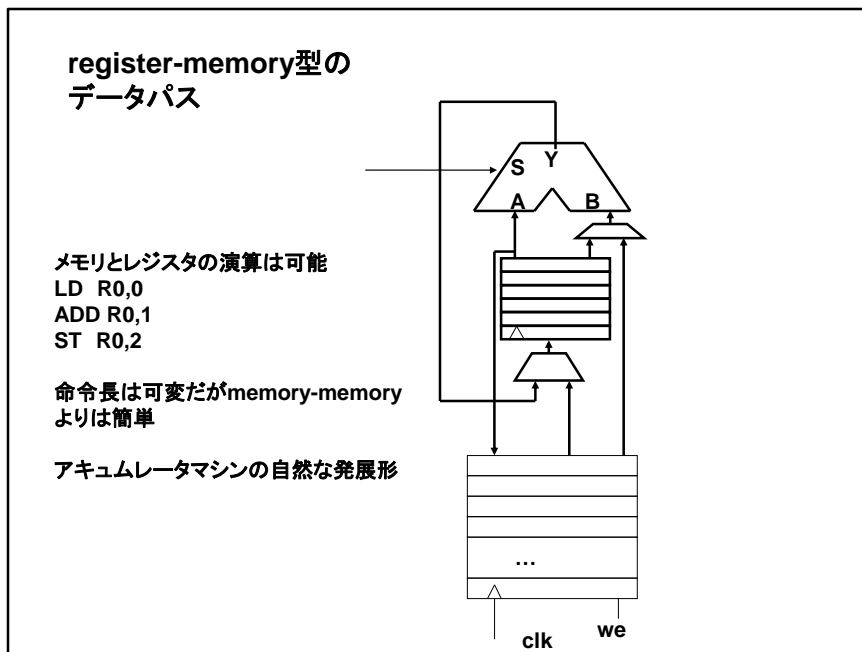 register-memory型の
データパス
S
Y
A
B
メモリとレジスタの演算は可能
LD R0,0
ADD R0,1
ST R0,2
命令長は可変だがmemory-memory
よりは簡単
アキュムレータマシンの自然な発展形
…
clk
we